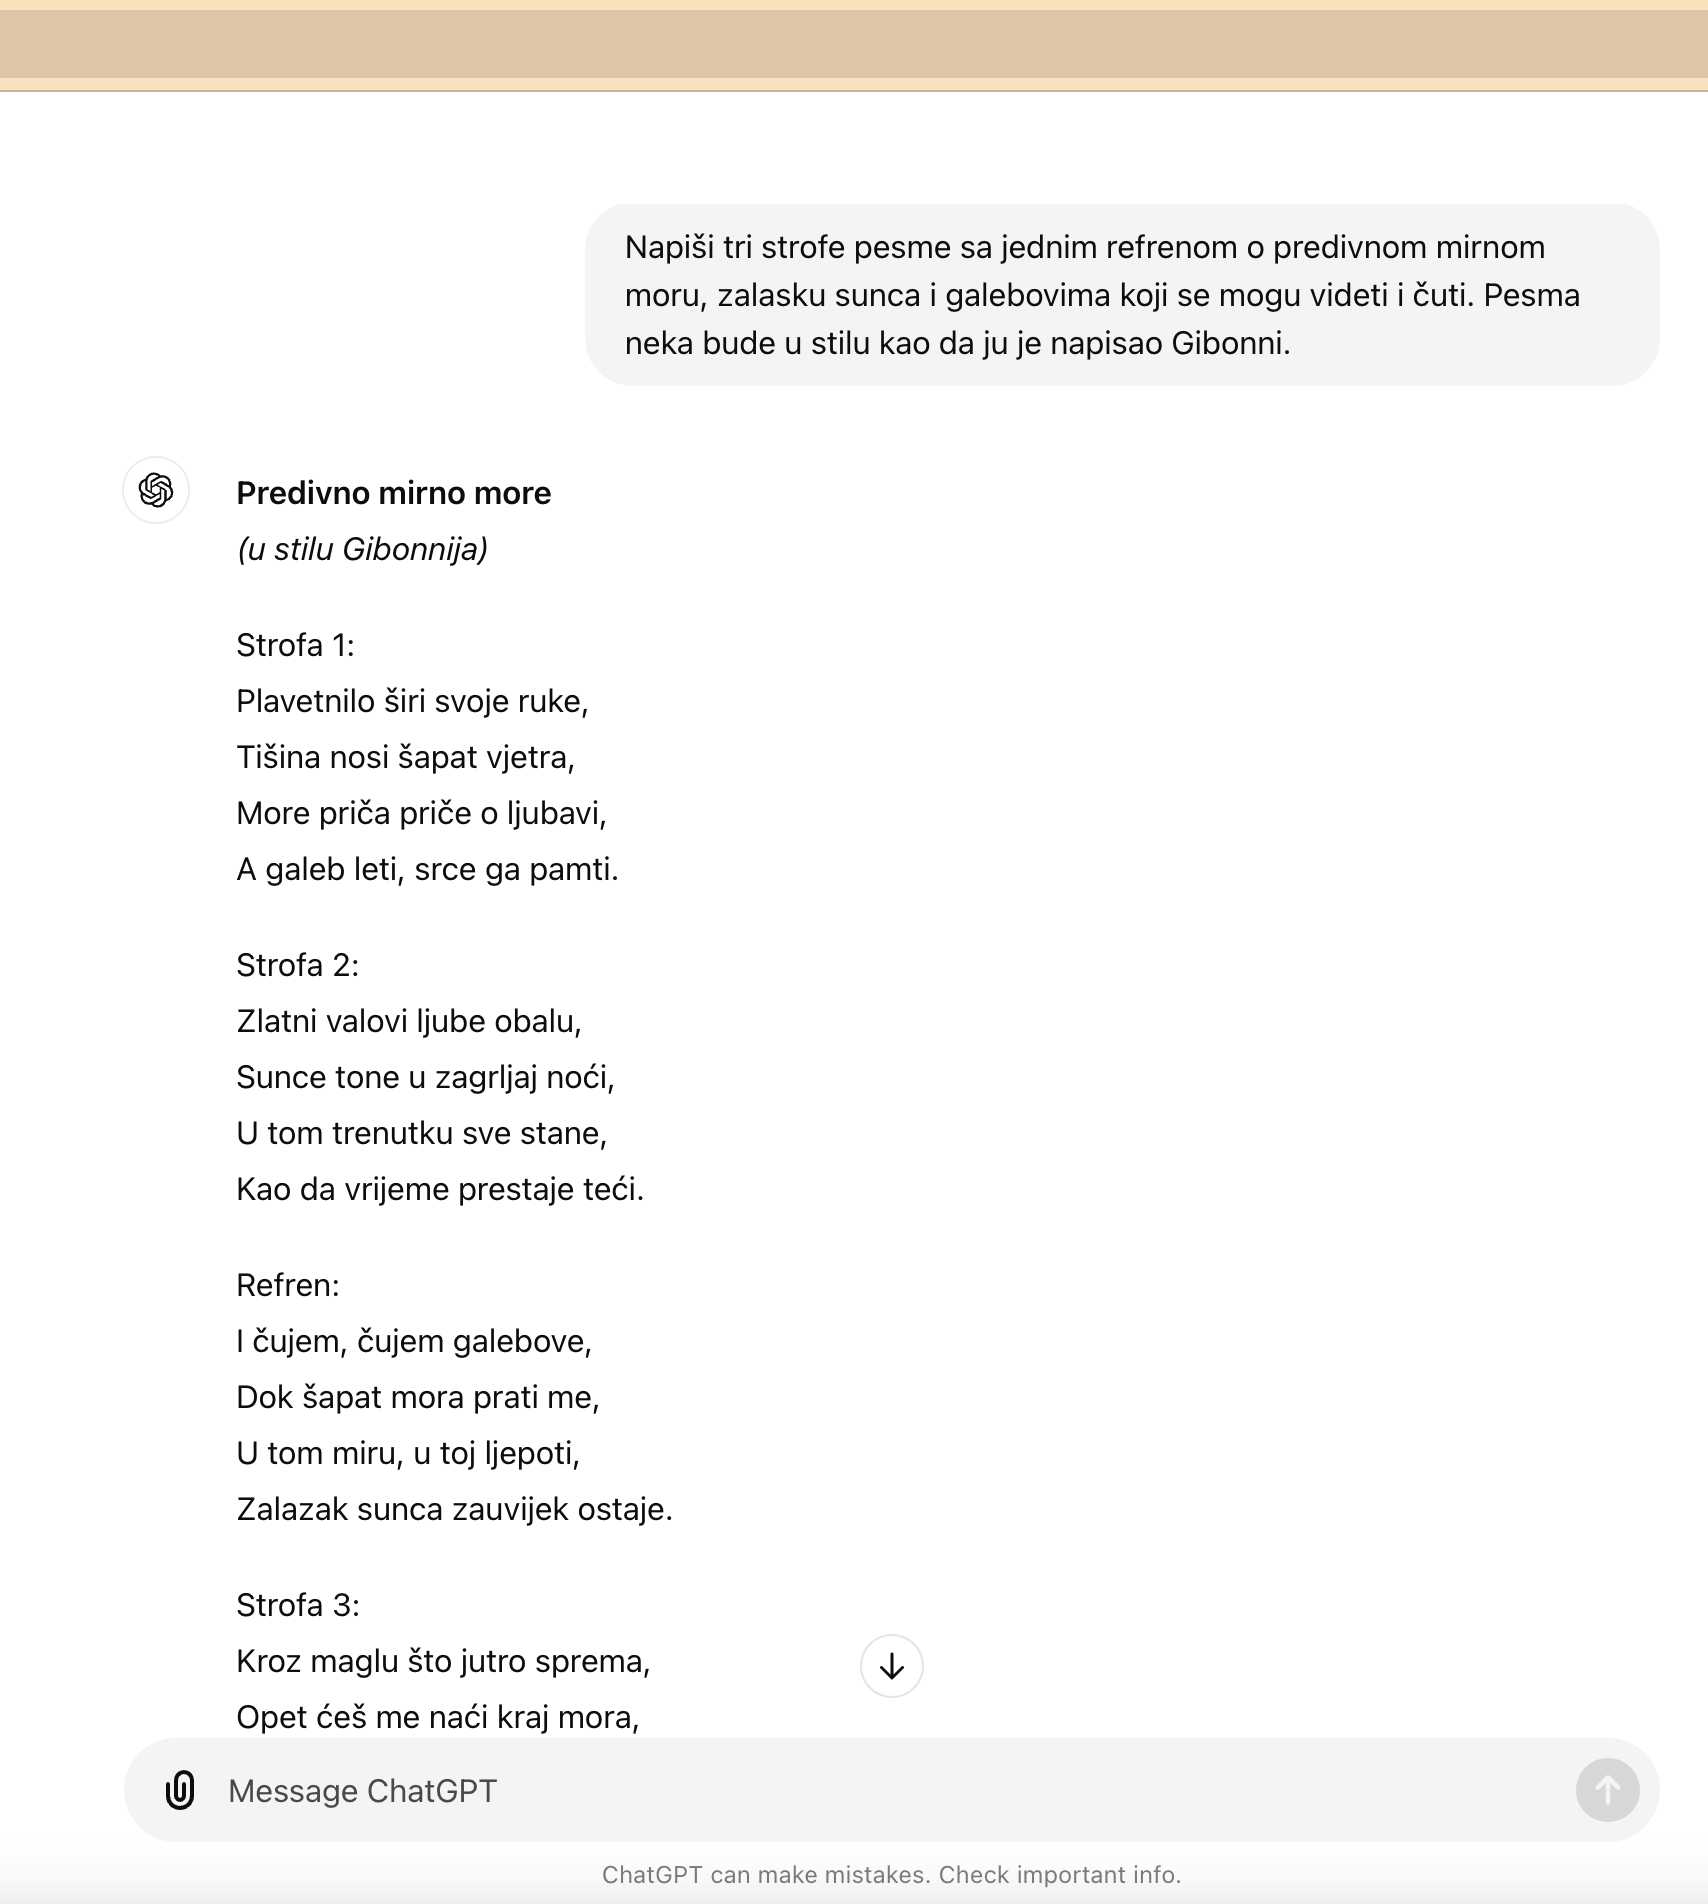 Napiši tri strofe pesme sa jednim refrenom o predivnom mirnom
moru, zalasku sunca i galebovima koji se mogu videti i čuti. Pesma
neka bude u stilu kao da ju je napisao Gibonni.
Predivno mirno more
(u stilu Gibonnija)
Strofa 1:
Plavetnilo širi svoje ruke,
Tišina nosi šapat vjetra,
More priča priče o ljubavi,
A galeb leti, srce ga pamti.
Strofa 2:
Zlatni valovi ljube obalu,
Sunce tone u zagrljaj noći,
U tom trenutku sve stane,
Kao da vrijeme prestaje teći.
Refren:
I čujem, čujem galebove,
Dok šapat mora prati me,
U tom miru, u toj ljepoti,
Zalazak sunca zauvijek ostaje.
Strofa 3:
Kroz maglu što jutro sprema,
Opet ćeš me naći kraj mora,
Message ChatGPT
ChatGPT can make mistakes. Check important info.